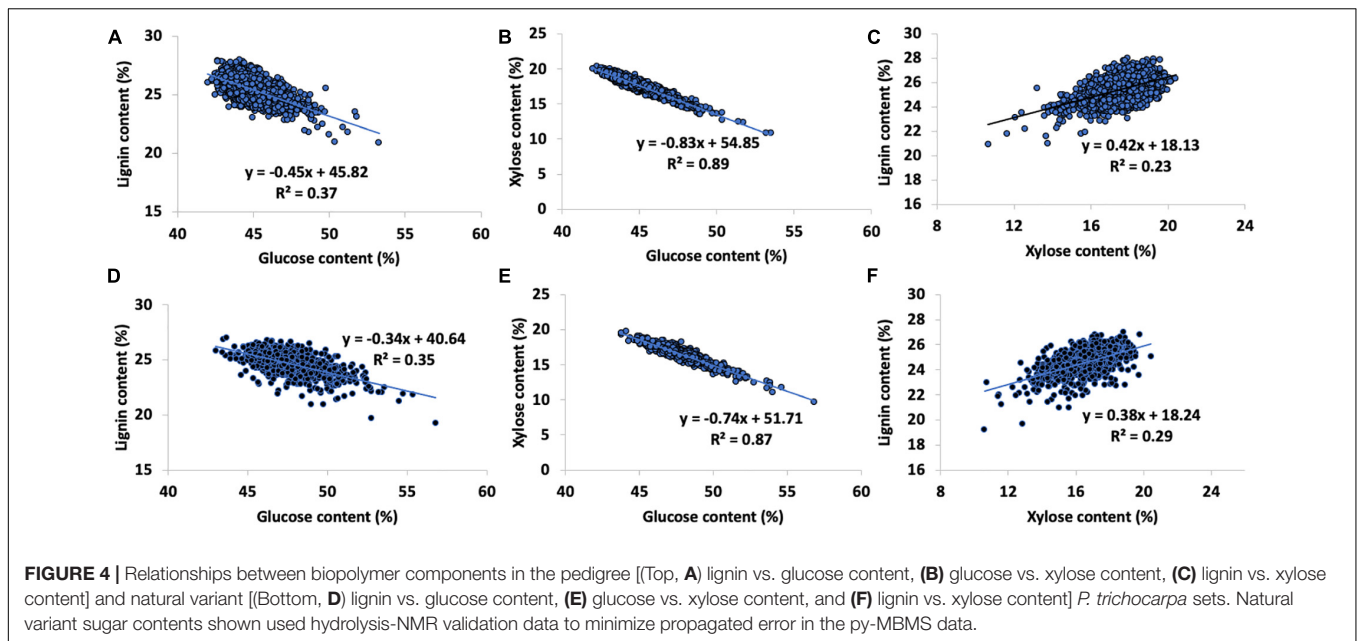 A
B
C
30
25
20
15
Lignin content (%)
y = -0.45x + 45.82
R² = 0.37
40 45 50 55 60
Glucose content (%)
25
20
15
10
5
0
Xylose content (%)
y = -0.83x + 54.85
R² = 0.89
40 45 50 55 60
Glucose content (%)
30
28
26
24
22
20
18
16
Lignin content (%)
y = 0.42x + 18.13
R² = 0.23
8 12 16 20 24
Xylose content (%)
D
E
F
30
25
20
15
Lignin content (%)
y = -0.34x + 40.64
R² = 0.35
40 45 50 55 60
Glucose content (%)
25
20
15
10
5
0
Xylose content (%)
y = -0.74x + 51.71
R² = 0.87
40 45 50 55 60
Glucose content (%)
30
28
26
24
22
20
18
16
Lignin content (%)
y = 0.38x + 18.24
R² = 0.29
8 12 16 20 24
Xylose content (%)
FIGURE 4 | Relationships between biopolymer components in the pedigree [(Top, A) lignin vs. glucose content, (B) glucose vs. xylose content, (C) lignin vs. xylose
content] and natural variant [(Bottom, D) lignin vs. glucose content, (E) glucose vs. xylose content, and (F) lignin vs. xylose content] P. trichocarpa sets. Natural
variant sugar contents shown used hydrolysis-NMR validation data to minimize propagated error in the py-MBMS data.